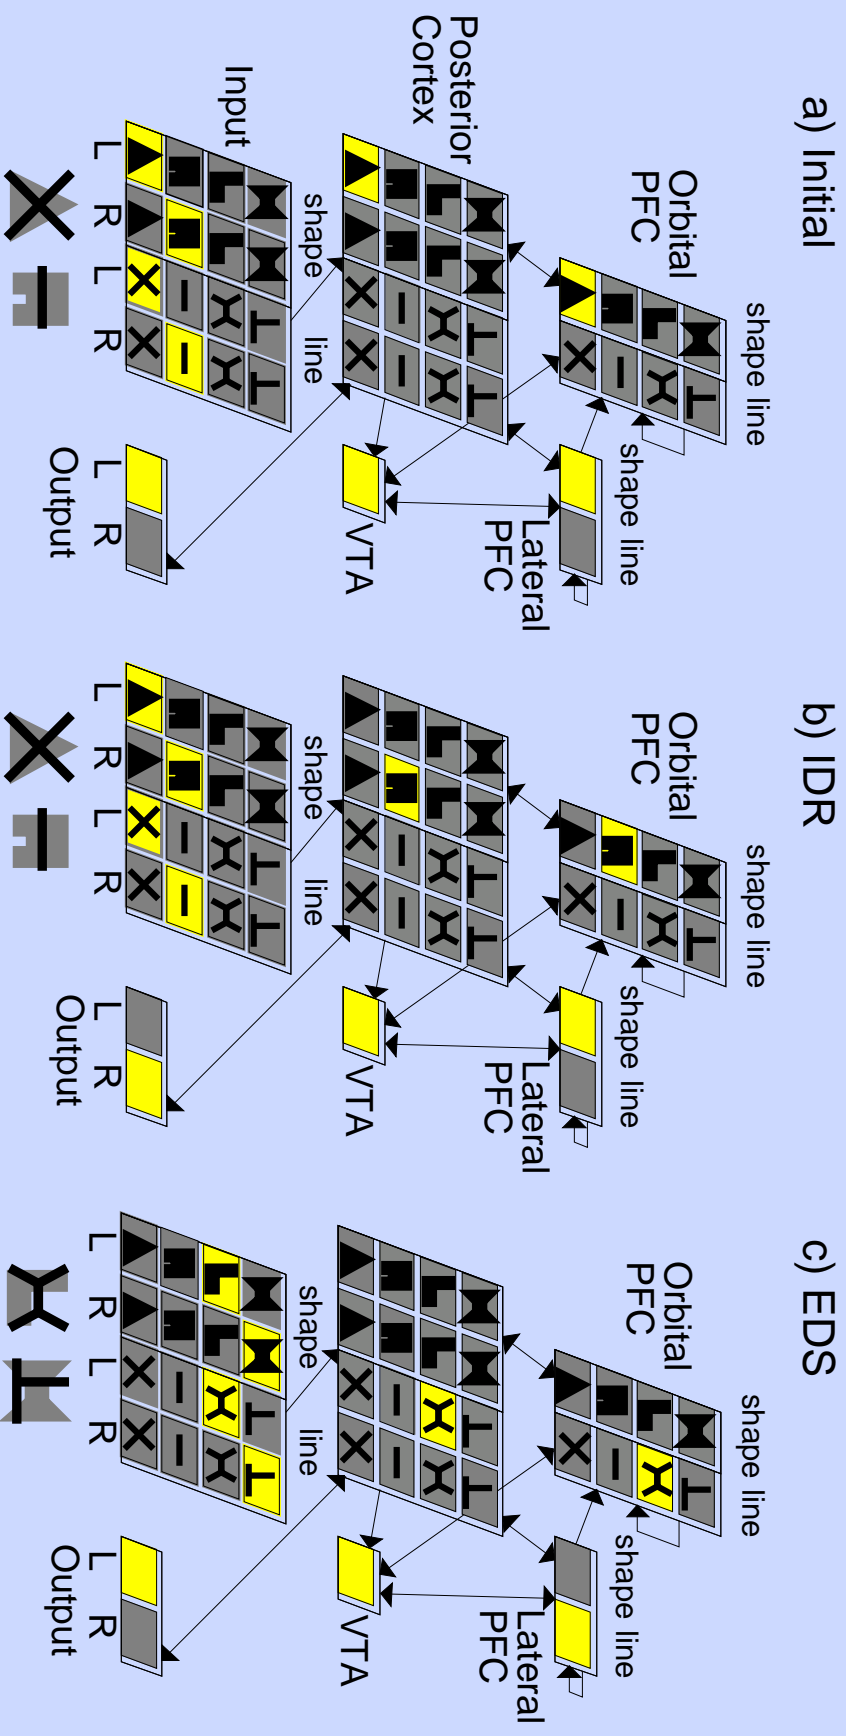 a) Initial
Orbital
PFC
shape line
shape line
Lateral
PFC
Posterior
Cortex
VTA
Input
shape line
L R L R
L R
Output
b) IDR
Orbital
PFC
shape line
shape line
Lateral
PFC
VTA
shape line
L R L R
L R
Output
c) EDS
Orbital
PFC
shape line
shape line
Lateral
PFC
VTA
shape line
L R L R
L R
Output